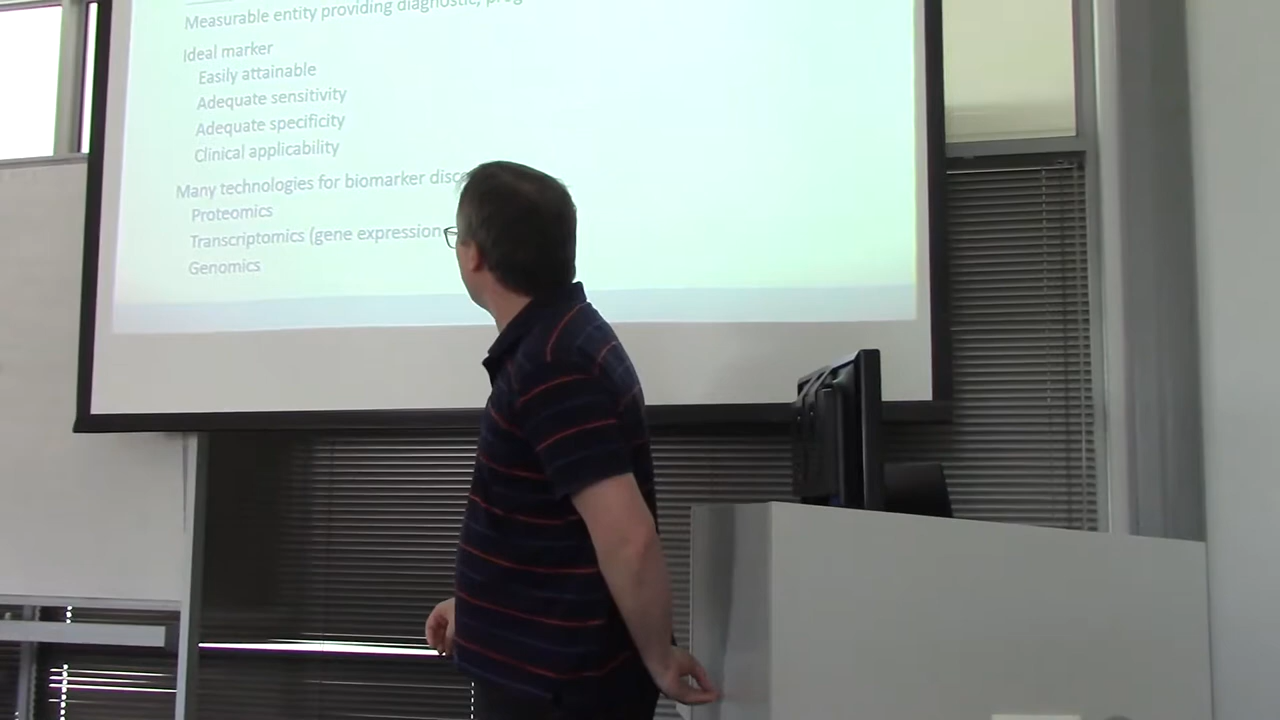 Measurable entity providing diagnostic,
Ideal marker
Easily attainable
Adequate sensitivity
Adequate specificity
Clinical applicability
Many technologies for biomarker
Proteomics
Transcriptomics (gene expression
Genomics